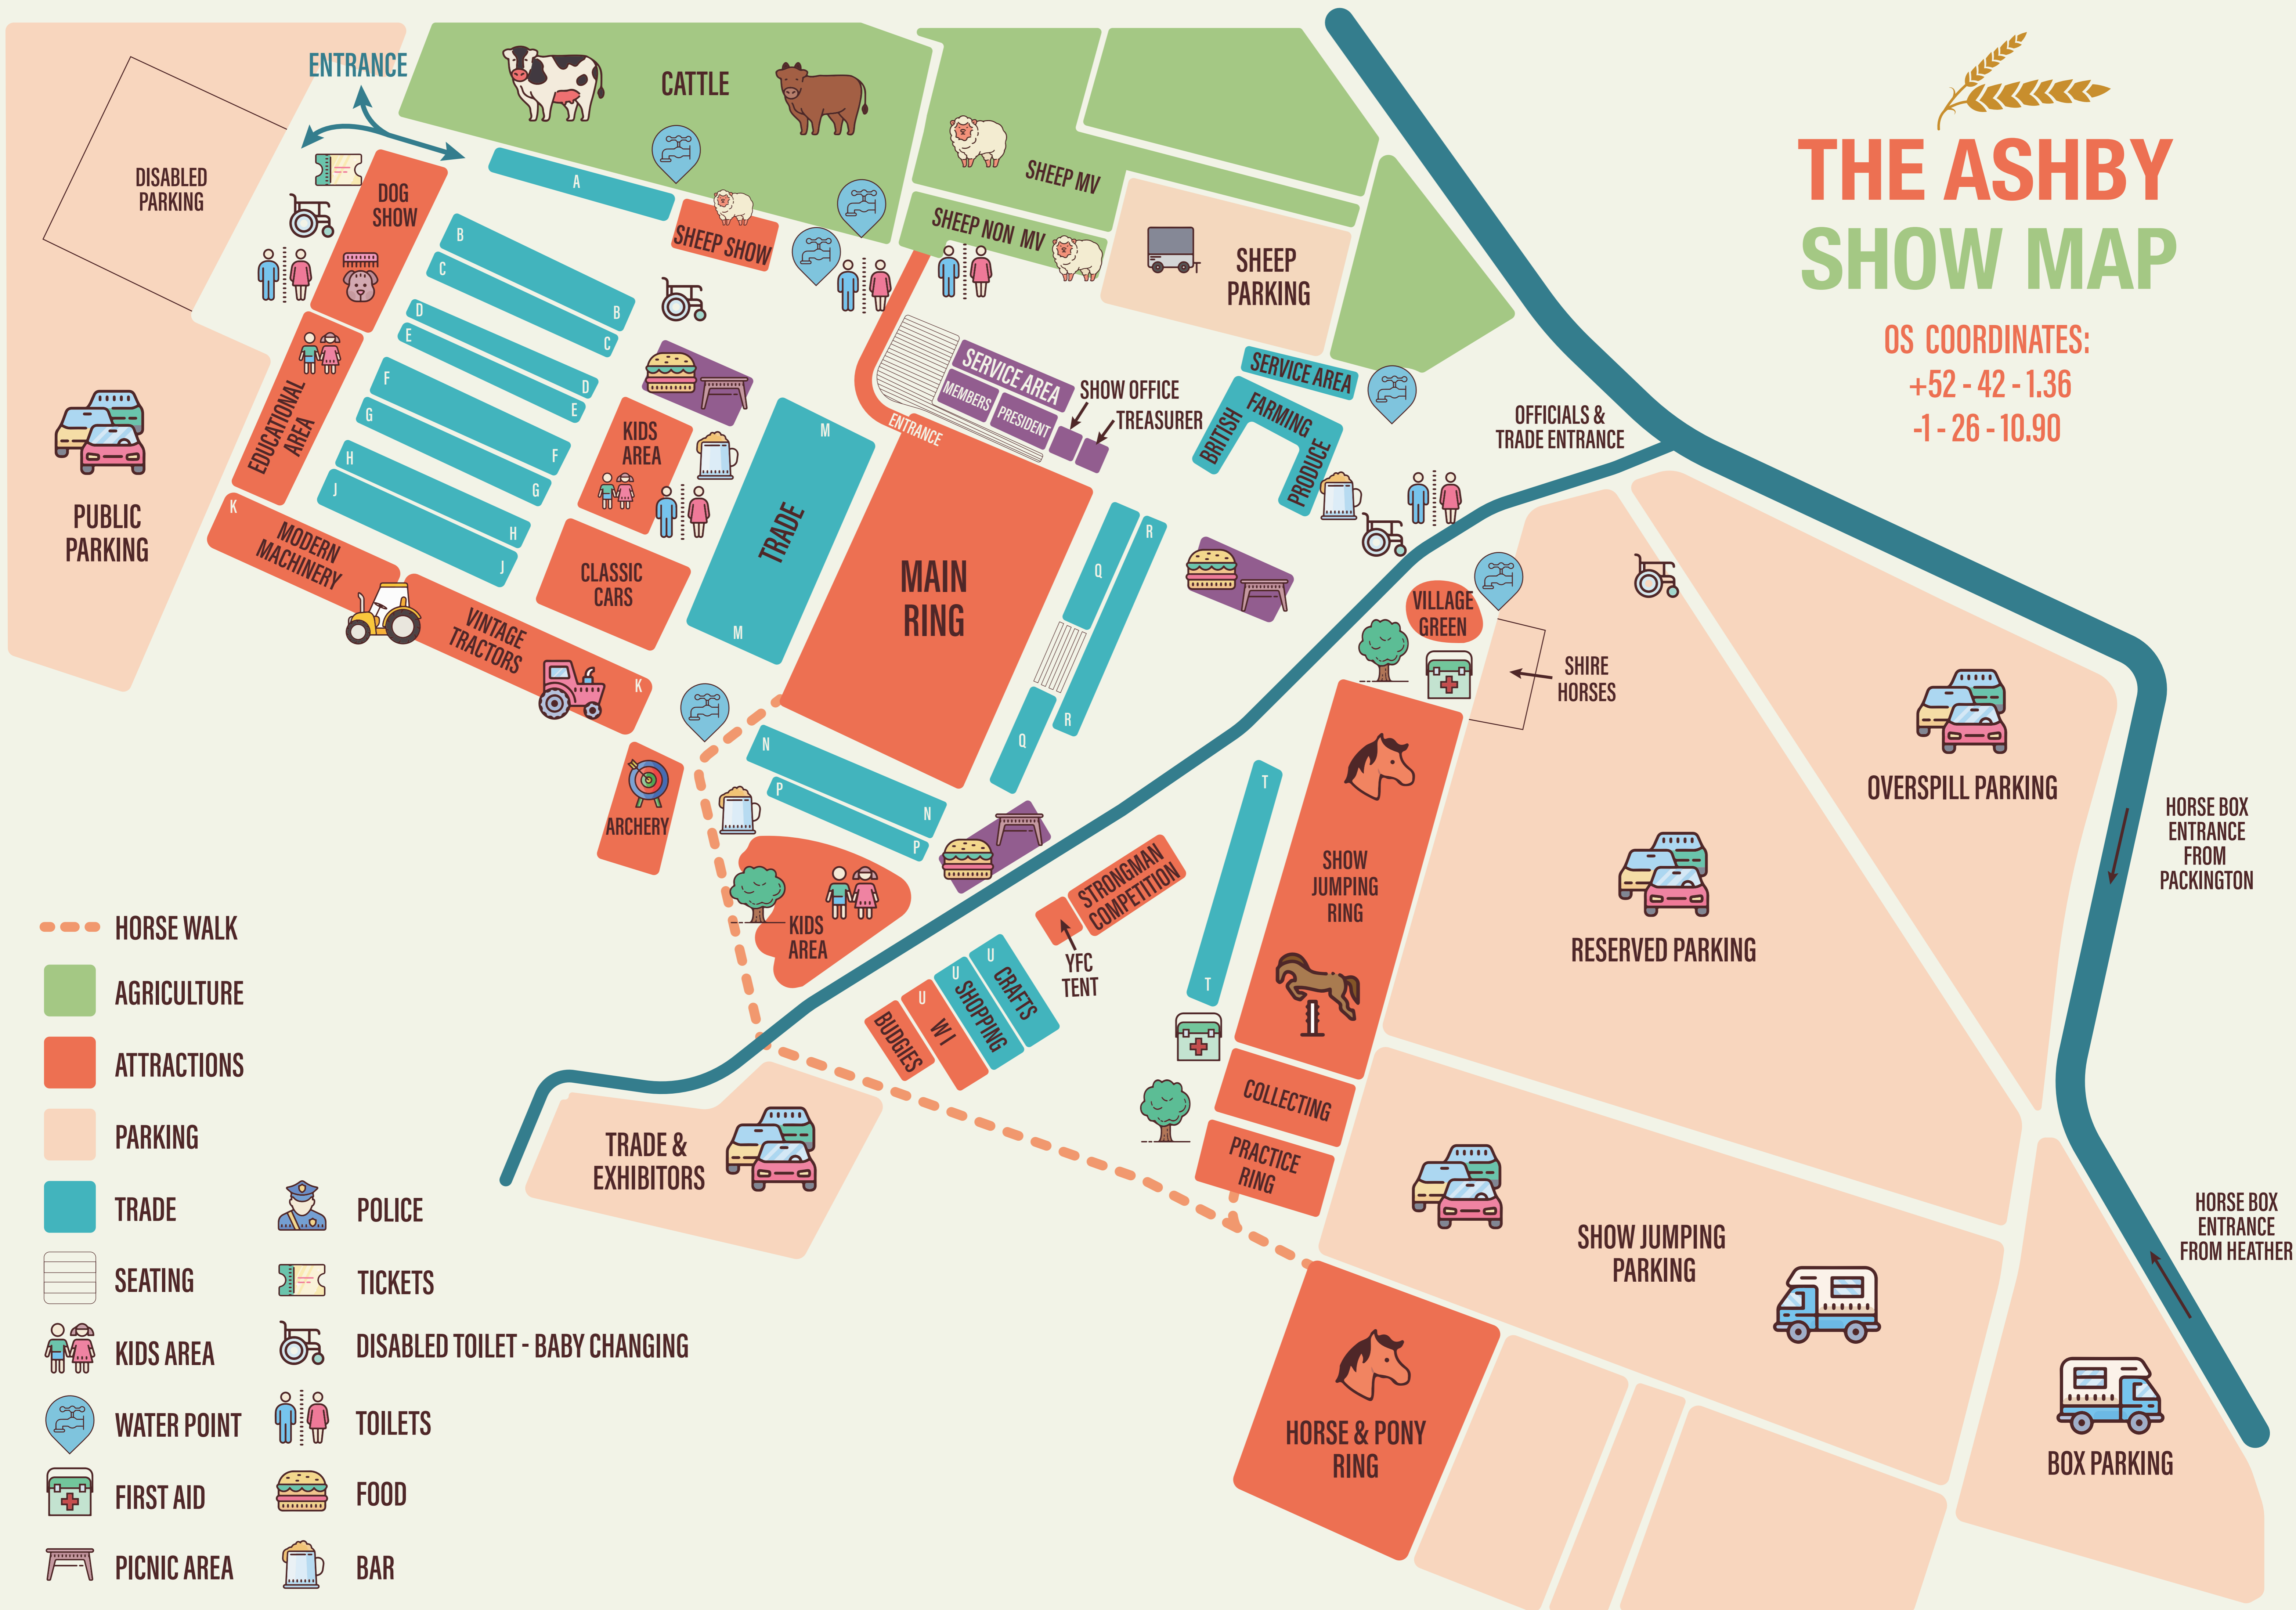 THE ASHBY
SHOW MAP
OS COORDINATES:
+52 - 42 - 1.36
-1 - 26 - 10.90
ENTRANCE
DISABLED
PARKING
PUBLIC
PARKING
CATTLE
A
DOG
SHOW
SHEEP SHOW
SHEEP MV
SHEEP NON MV
SHEEP
PARKING
B
B
C
C
D
D
E
E
F
F
G
G
H
H
J
J
EDUCATIONAL
AREA
K
MODERN
MACHINERY
VINTAGE
TRACTORS
K
KIDS
AREA
CLASSIC
CARS
M
TRADE
M
ENTRANCE
MAIN
RING
SERVICE AREA
MEMBERS
PRESIDENT
SHOW OFFICE
TREASURER
SERVICE AREA
BRITISH
FARMING
PRODUCE
OFFICIALS &
TRADE ENTRANCE
Q
Q
R
R
VILLAGE
GREEN
SHIRE
HORSES
N
N
P
P
ARCHERY
KIDS
AREA
STRONGMAN
COMPETITION
YFC
TENT
BUDGIES
U
W I
U
SHOPPING
U
CRAFTS
T
T
SHOW
JUMPING
RING
COLLECTING
PRACTICE
RING
HORSE & PONY
RING
TRADE &
EXHIBITORS
OVERSPILL PARKING
RESERVED PARKING
SHOW JUMPING
PARKING
BOX PARKING
HORSE BOX
ENTRANCE
FROM
PACKINGTON
HORSE BOX
ENTRANCE
FROM HEATHER
HORSE WALK
AGRICULTURE
ATTRACTIONS
PARKING
TRADE
SEATING
KIDS AREA
WATER POINT
FIRST AID
PICNIC AREA
POLICE
TICKETS
DISABLED TOILET - BABY CHANGING
TOILETS
FOOD
BAR